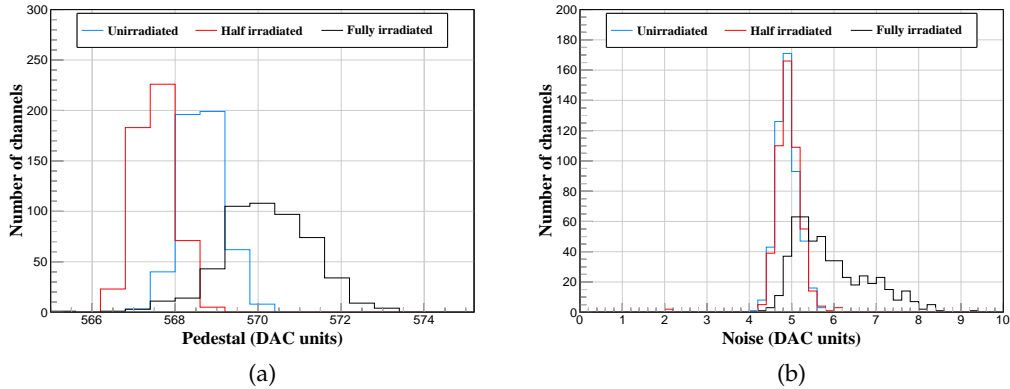 Unirradiated Half irradiated Fully irradiated
300
250
200
150
100
50
0
Number of channels
566 568 570 572 574
Pedestal (DAC units)
(a)
Unirradiated Half irradiated Fully irradiated
200
180
160
140
120
100
80
60
40
20
0
Number of channels
0 1 2 3 4 5 6 7 8 9 10
Noise (DAC units)
(b)